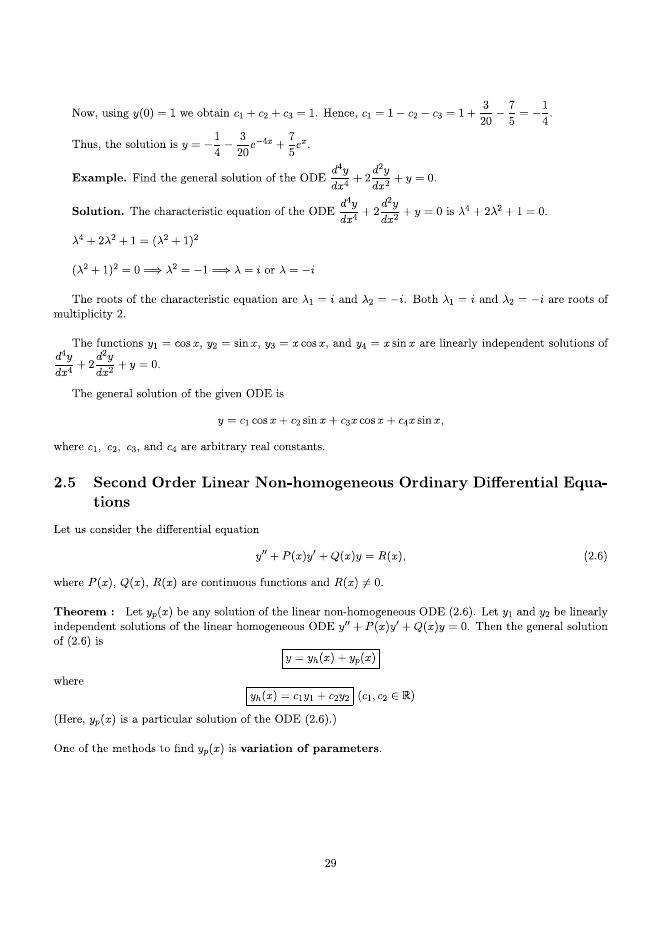 Now, using y(0) = 1 we obtain c₁ + c₂ + c₃ = 1. Hence, c₁ = 1 − c₂ − c₃ = 1 + 3/20 − 7/5 = −1/4.
Thus, the solution is y = −1/4 − 3/20 e⁻⁴ˣ + 7/5 eˣ.
Example. Find the general solution of the ODE d⁴y/dx⁴ + 2 d²y/dx² + y = 0.
Solution. The characteristic equation of the ODE d⁴y/dx⁴ + 2 d²y/dx² + y = 0 is λ⁴ + 2λ² + 1 = 0.
λ⁴ + 2λ² + 1 = (λ² + 1)²
(λ² + 1)² = 0 ⟹ λ² = −1 ⟹ λ = i or λ = −i
The roots of the characteristic equation are λ₁ = i and λ₂ = −i. Both λ₁ = i and λ₂ = −i are roots of
multiplicity 2.
The functions y₁ = cos x, y₂ = sin x, y₃ = x cos x, and y₄ = x sin x are linearly independent solutions of
d⁴y/dx⁴ + 2 d²y/dx² + y = 0.
The general solution of the given ODE is
y = c₁ cos x + c₂ sin x + c₃x cos x + c₄x sin x,
where c₁, c₂, c₃, and c₄ are arbitrary real constants.
2.5 Second Order Linear Non-homogeneous Ordinary Differential Equa-
tions
Let us consider the differential equation
y″ + P(x)y′ + Q(x)y = R(x), (2.6)
where P(x), Q(x), R(x) are continuous functions and R(x) ≠ 0.
Theorem : Let yₚ(x) be any solution of the linear non-homogeneous ODE (2.6). Let y₁ and y₂ be linearly
independent solutions of the linear homogeneous ODE y″ + P(x)y′ + Q(x)y = 0. Then the general solution
of (2.6) is
y = yₕ(x) + yₚ(x)
where
yₕ(x) = c₁y₁ + c₂y₂ (c₁, c₂ ∈ ℝ)
(Here, yₚ(x) is a particular solution of the ODE (2.6).)
One of the methods to find yₚ(x) is variation of parameters.
29